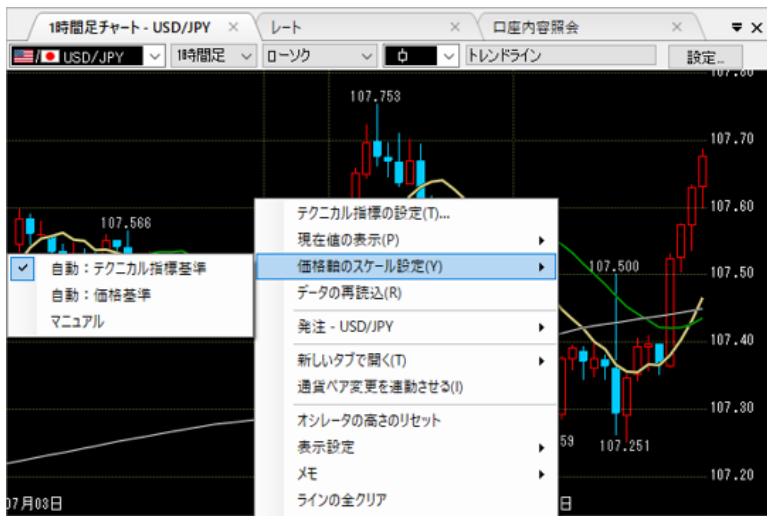 1時間足チャート - USD/JPY ×
レート ×
口座内容照会 ×
USD/JPY
1時間足
ローソク
トレンドライン
設定...
107.80
107.753
107.70
107.60
107.566
107.500
107.50
107.40
107.30
59
107.251
107.20
07月03日
日
テクニカル指標の設定(T)...
現在値の表示(P)
価格軸のスケール設定(Y)
データの再読込(R)
発注 - USD/JPY
新しいタブで開く(T)
通貨ペア変更を連動させる(I)
オシレータの高さのリセット
表示設定
メモ
ラインの全クリア
自動：テクニカル指標基準
自動：価格基準
マニュアル